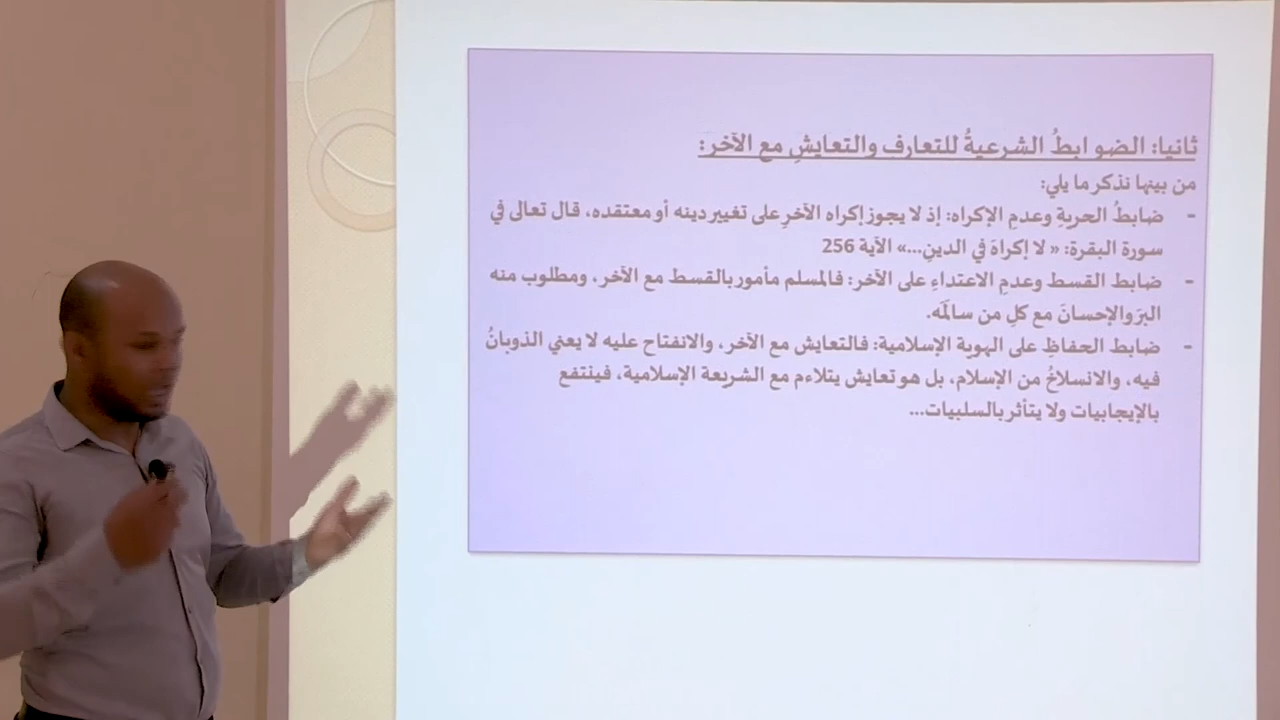 ثانيا: الضوابطُ الشرعيةُ للتعارفِ والتعايشِ مع الآخر:
من بينها نذكر ما يلي:
- ضابطُ الحريةِ وعدمِ الإكراه: إذ لا يجوز إكراه الآخرِ على تغيير دينه أو معتقده، قال تعالى في
سورة البقرة: « لا إكراهَ في الدينِ...» الآية 256
- ضابط القسط وعدمِ الاعتداءِ على الآخر: فالمسلم مأمور بالقسط مع الآخر، ومطلوب منه
البرَ والإحسانَ مع كلِ من سالَمَه.
- ضابط الحفاظِ على الهوية الإسلامية: فالتعايش مع الآخر، والانفتاح عليه لا يعني الذوبانُ
فيه، والانسلاخُ من الإسلام، بل هو تعايش يتلاءم مع الشريعة الإسلامية، فينتفع
بالإيجابيات ولا يتأثر بالسلبيات...